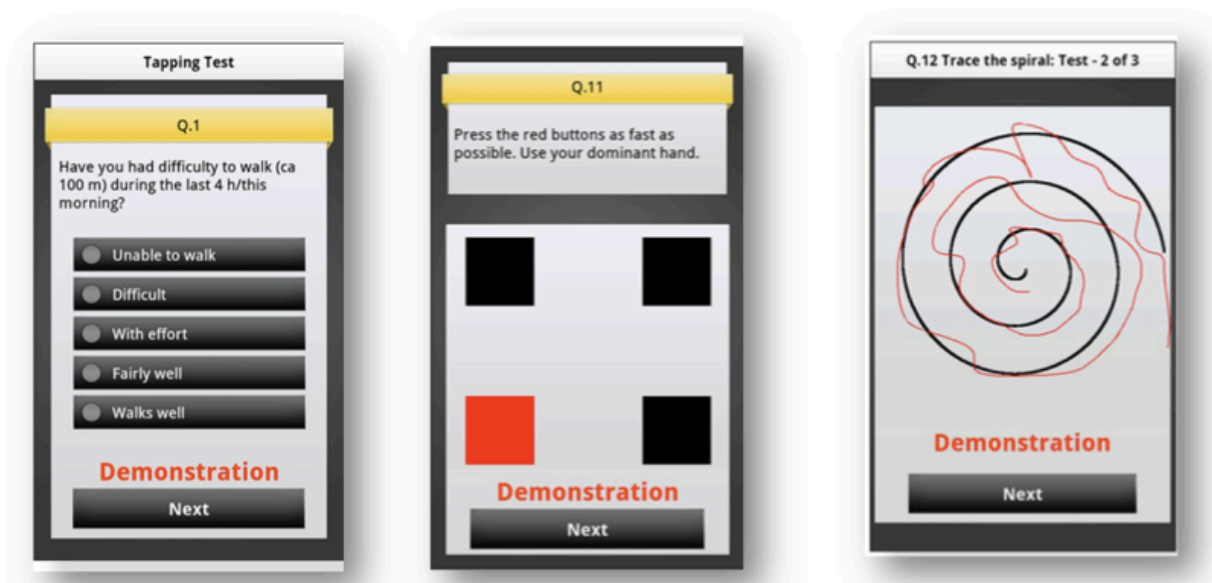 Tapping Test
Q.1
Have you had difficulty to walk (ca
100 m) during the last 4 h/this
morning?
Unable to walk
Difficult
With effort
Fairly well
Walks well
Demonstration
Next
Q.11
Press the red buttons as fast as
possible. Use your dominant hand.
Demonstration
Next
Q.12 Trace the spiral: Test - 2 of 3
Demonstration
Next